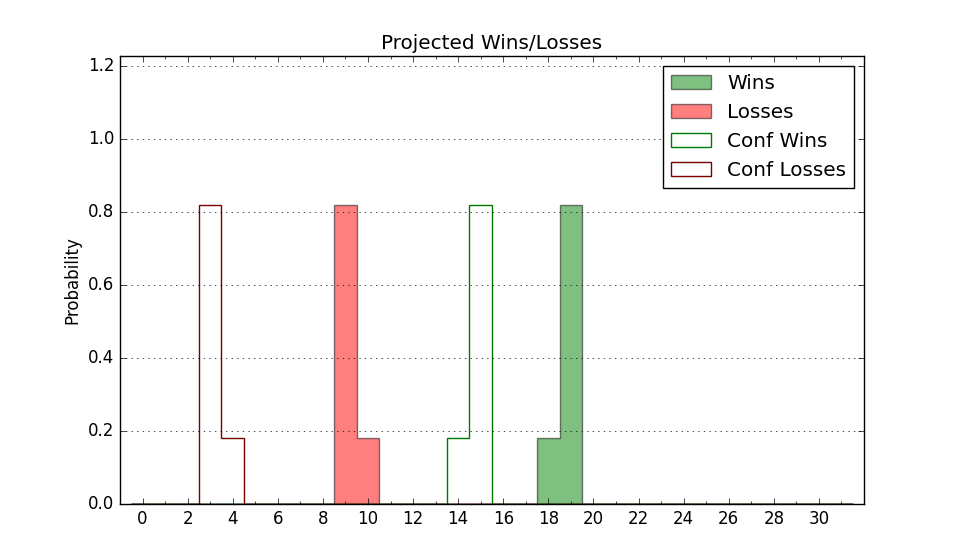 Projected Wins/Losses
1.2
1.0
0.8
0.6
0.4
0.2
0.0
Probability
Wins
Losses
Conf Wins
Conf Losses
0 2 4 6 8 10 12 14 16 18 20 22 24 26 28 30